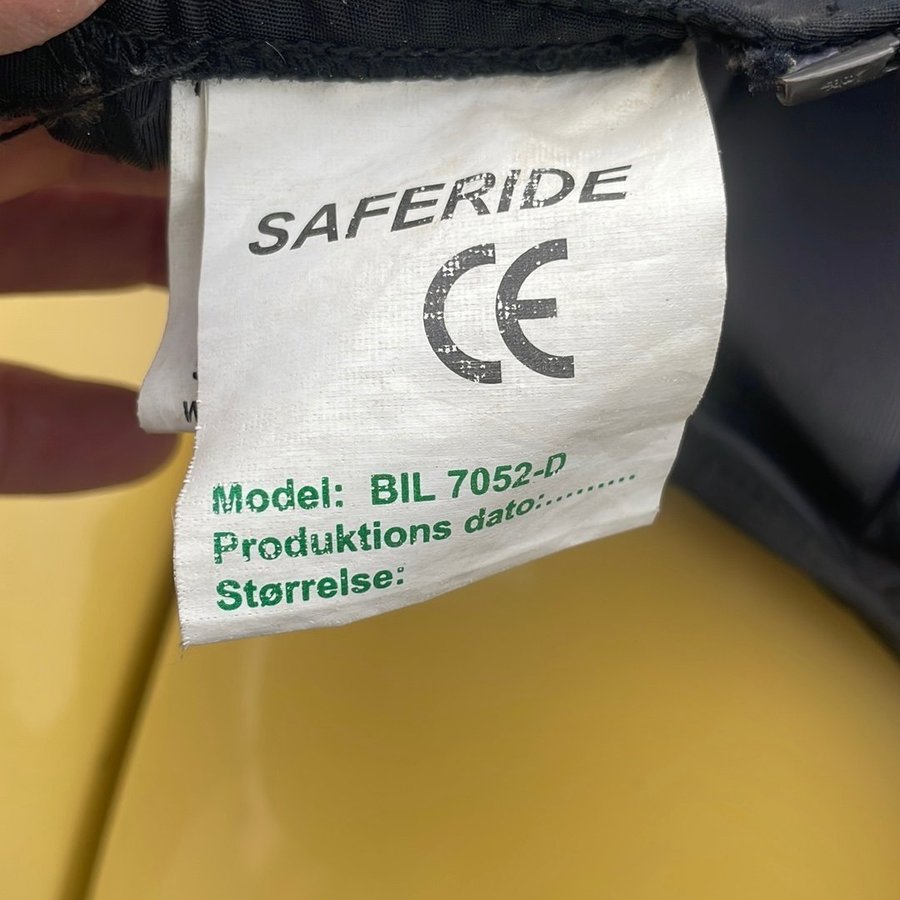 SAFERIDE
CE
Model: BIL 7052-D
Produktions dato:..........
Størrelse:
W